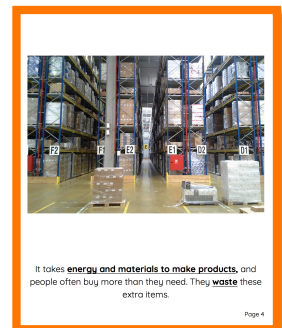 F2
F1
E2
E
E1
D2
D1
It takes energy and materials to make products, and
people often buy more than they need. They waste these
extra items.
Page 4